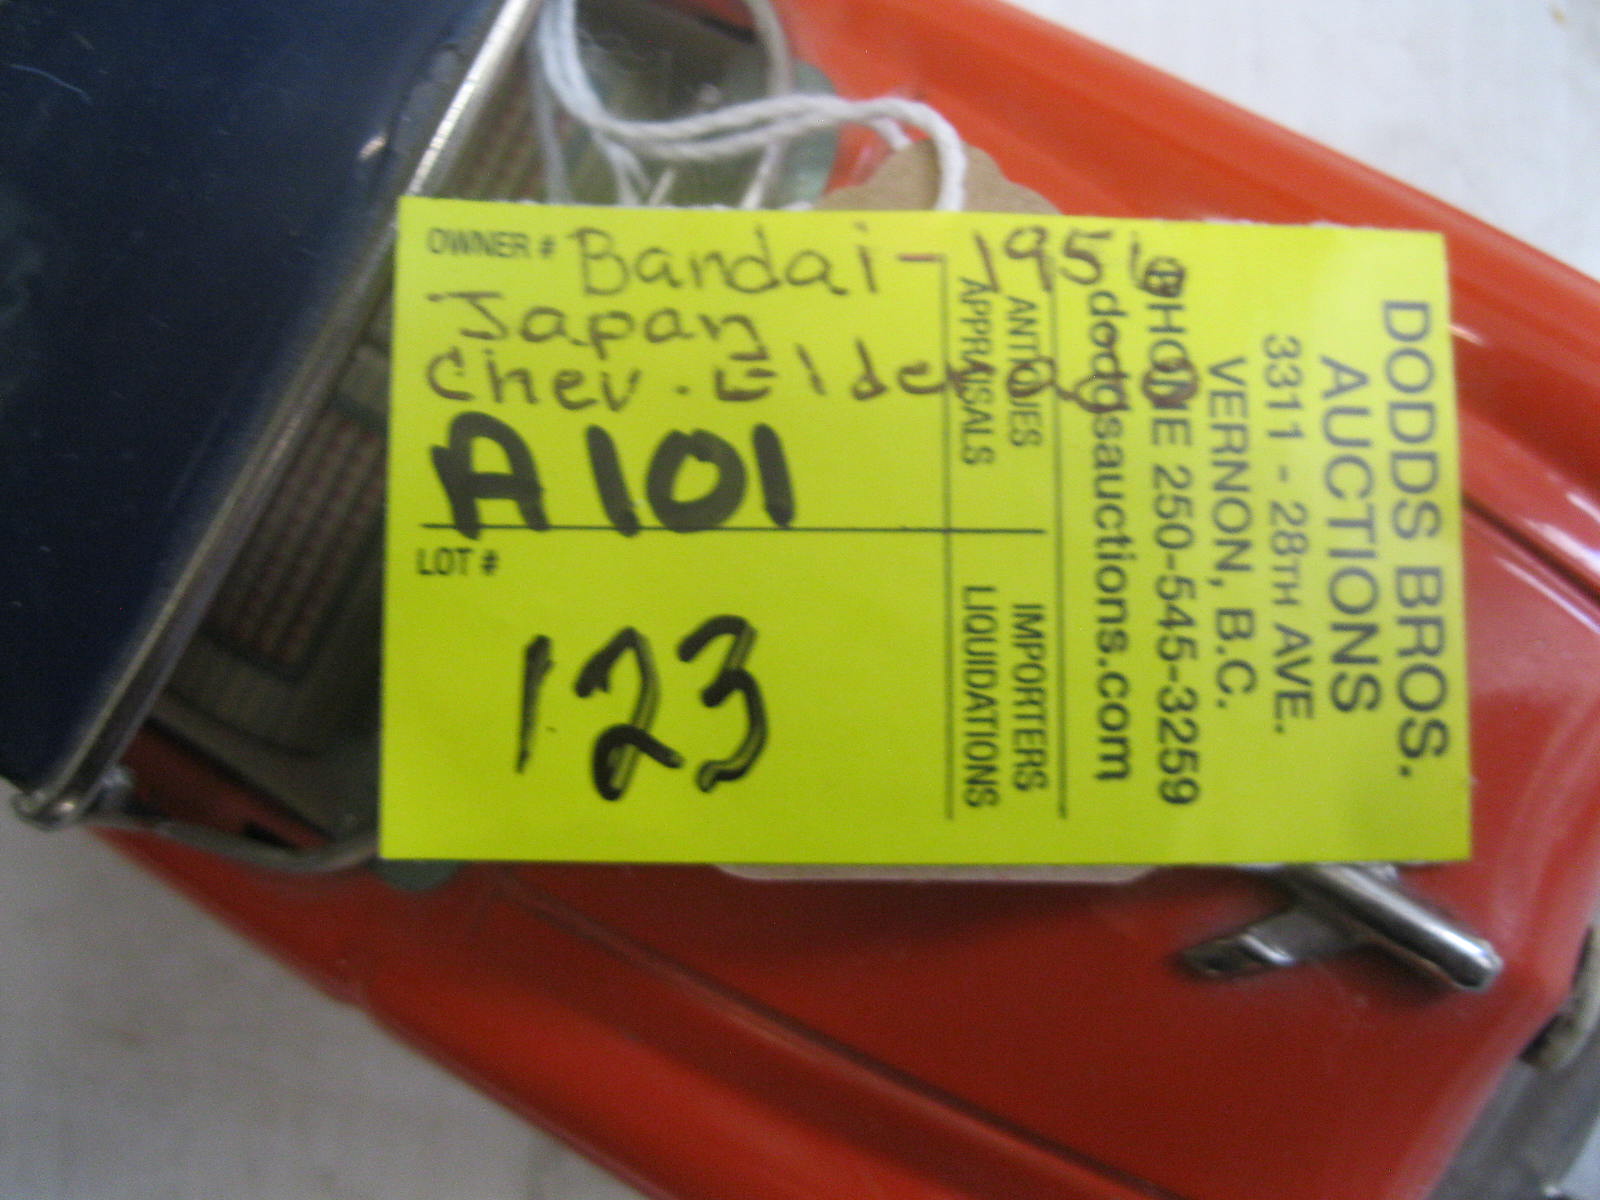 OWNER # Bandai - 1956
Japan
Chev. Elderago
A101
LOT #
123
DODDS BROS.
AUCTIONS
3311 - 28TH AVE.
VERNON, B.C.
PHONE 250-545-3259
doddsauctions.com
ANTIQUES
APPRAISALS
IMPORTERS
LIQUIDATIONS